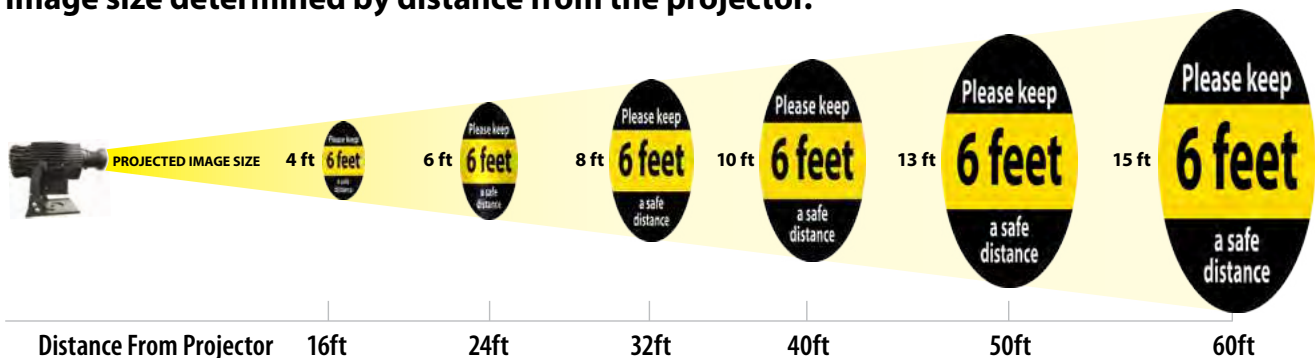 Image size determined by distance from the projector.
PROJECTED IMAGE SIZE
4 ft
Please keep
6 feet
a safe
distance
6 ft
Please keep
6 feet
a safe
distance
8 ft
Please keep
6 feet
a safe
distance
10 ft
Please keep
6 feet
a safe
distance
13 ft
Please keep
6 feet
a safe
distance
15 ft
Please keep
6 feet
a safe
distance
Distance From Projector 16ft 24ft 32ft 40ft 50ft 60ft